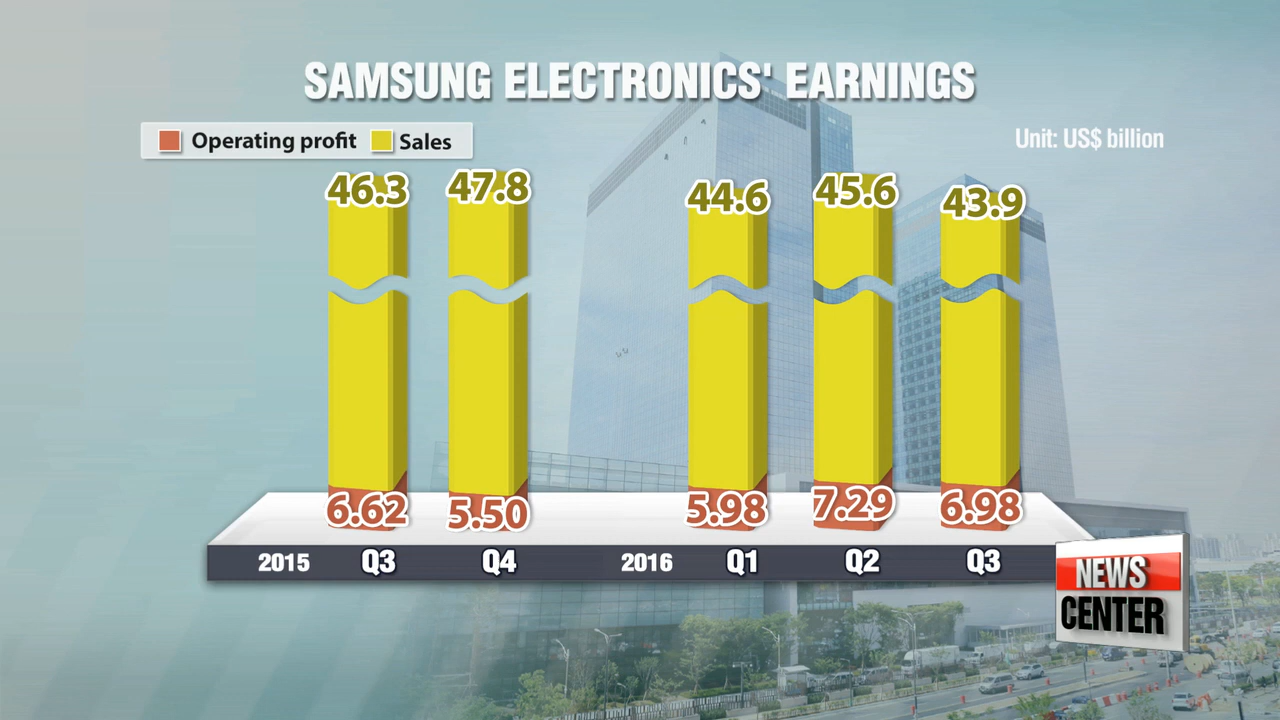 SAMSUNG ELECTRONICS' EARNINGS
Operating profit Sales
Unit: US$ billion
46.3 47.8 44.6 45.6 43.9
6.62 5.50 5.98 7.29 6.98
2015 Q3 Q4 2016 Q1 Q2 Q3
NEWS
CENTER